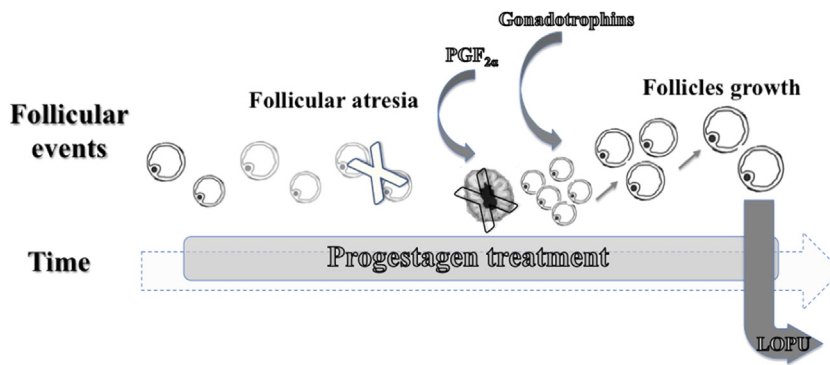 Gonadotrophins
PGF2α
Follicular atresia
Follicles growth
Follicular
events
Time
Progestagen treatment
LOPU